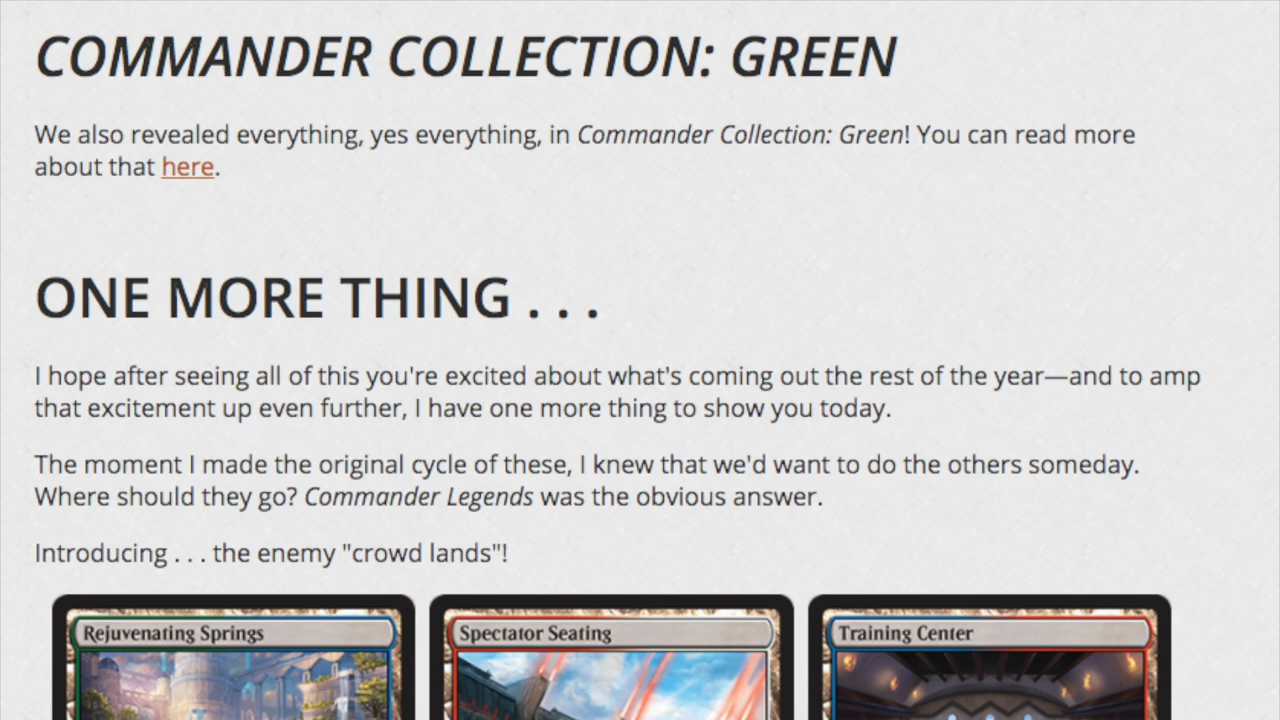 COMMANDER COLLECTION: GREEN
We also revealed everything, yes everything, in Commander Collection: Green! You can read more
about that here.
ONE MORE THING . . .
I hope after seeing all of this you're excited about what's coming out the rest of the year—and to amp
that excitement up even further, I have one more thing to show you today.
The moment I made the original cycle of these, I knew that we'd want to do the others someday.
Where should they go? Commander Legends was the obvious answer.
Introducing . . . the enemy "crowd lands"!
Rejuvenating Springs
Spectator Seating
Training Center